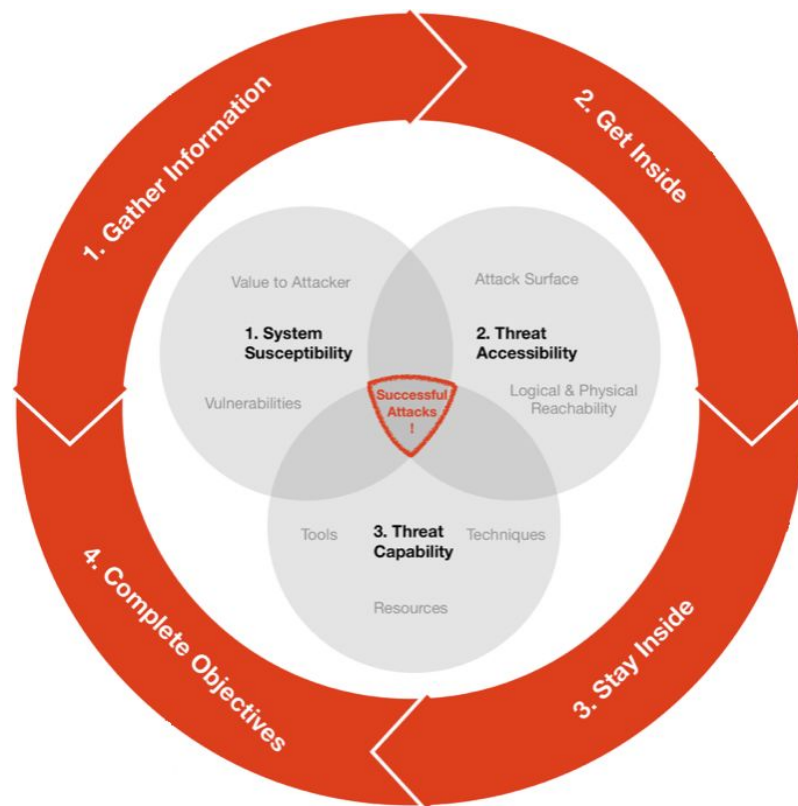 1. Gather Information
2. Get Inside
3. Stay Inside
4. Complete Objectives
Value to Attacker
1. System
Susceptibility
Vulnerabilities
Attack Surface
2. Threat
Accessibility
Logical & Physical
Reachability
Successful
Attacks
!
Tools
3. Threat
Capability
Techniques
Resources